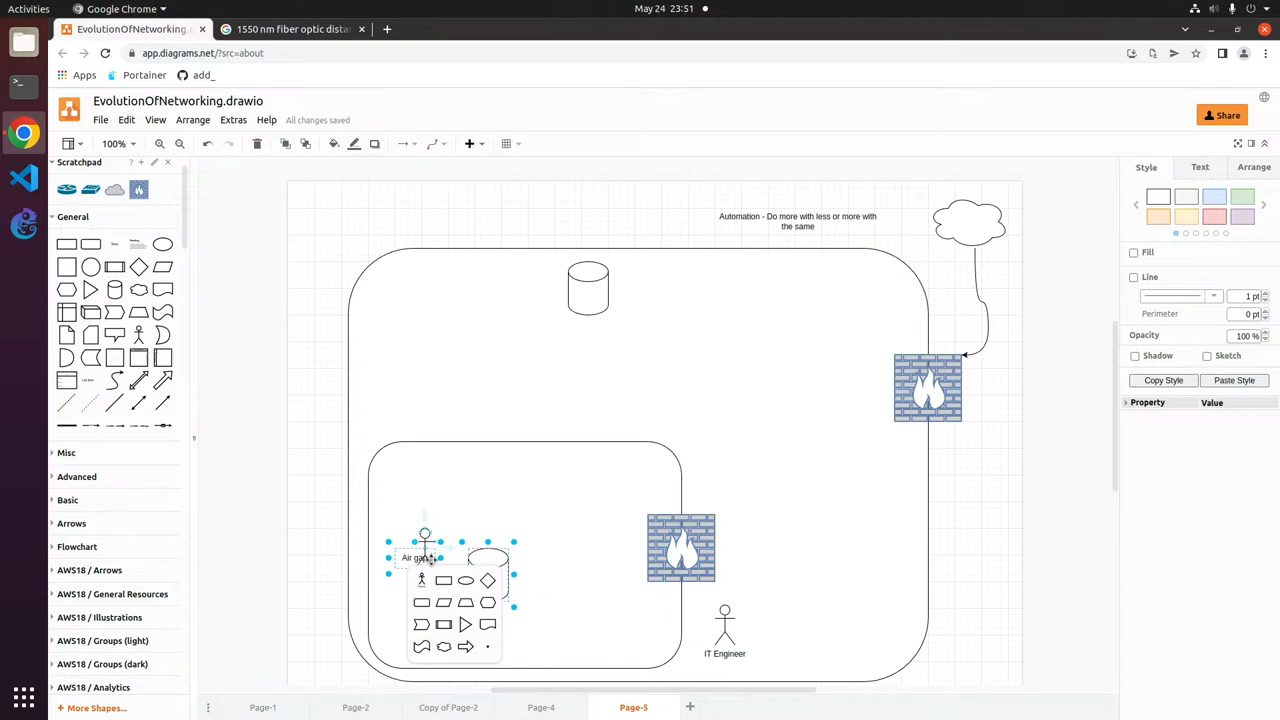 Activities
Google Chrome
May 24 23:51
EvolutionOfNetworking.
1550 nm fiber optic dista
app.diagrams.net/?src=about
Apps
Portainer
add_
EvolutionOfNetworking.drawio
File Edit View Arrange Extras Help All changes saved
Share
100%
Scratchpad
General
Text
Heading
List Item
Misc
Advanced
Basic
Arrows
Flowchart
AWS18 / Arrows
AWS18 / General Resources
AWS18 / Illustrations
AWS18 / Groups (light)
AWS18 / Groups (dark)
AWS18 / Analytics
More Shapes...
Automation - Do more with less or more with
the same
Air
IT Engineer
Style Text Arrange
Fill
Line
1 pt
Perimeter 0 pt
Opacity 100 %
Shadow Sketch
Copy Style Paste Style
Property Value
Page-1 Page-2 Copy of Page-2 Page-4 Page-5